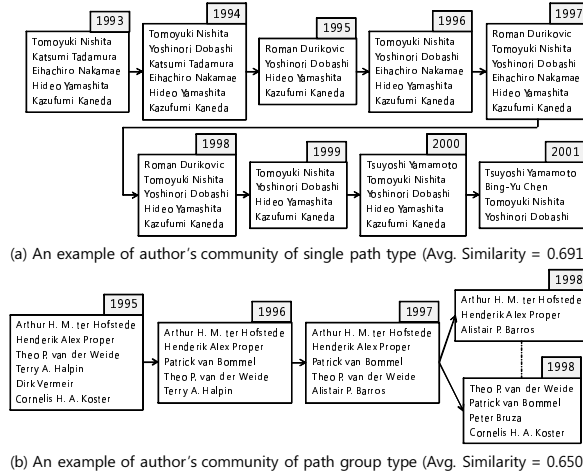 1993
Tomoyuki Nishita
Katsumi Tadamura
Eihachiro Nakamae
Hideo Yamashita
Kazufumi Kaneda
1994
Tomoyuki Nishita
Yoshinori Dobashi
Katsumi Tadamura
Eihachiro Nakamae
Hideo Yamashita
Kazufumi Kaneda
1995
Roman Durikovic
Yoshinori Dobashi
Hideo Yamashita
Kazufumi Kaneda
1996
Tomoyuki Nishita
Yoshinori Dobashi
Eihachiro Nakamae
Hideo Yamashita
Kazufumi Kaneda
1997
Roman Durikovic
Tomoyuki Nishita
Yoshinori Dobashi
Eihachiro Nakamae
Hideo Yamashita
Kazufumi Kaneda
1998
Roman Durikovic
Tomoyuki Nishita
Yoshinori Dobashi
Hideo Yamashita
Kazufumi Kaneda
1999
Tomoyuki Nishita
Yoshinori Dobashi
Hideo Yamashita
Kazufumi Kaneda
2000
Tsuyoshi Yamamoto
Tomoyuki Nishita
Yoshinori Dobashi
Hideo Yamashita
Kazufumi Kaneda
2001
Tsuyoshi Yamamoto
Bing-Yu Chen
Tomoyuki Nishita
Yoshinori Dobashi
(a) An example of author's community of single path type (Avg. Similarity = 0.691
1995
Arthur H. M. ter Hofstede
Henderik Alex Proper
Theo P. van der Weide
Terry A. Halpin
Dirk Vermeir
Cornelis H. A. Koster
1996
Arthur H. M. ter Hofstede
Henderik Alex Proper
Patrick van Bommel
Theo P. van der Weide
Terry A. Halpin
1997
Arthur H. M. ter Hofstede
Henderik Alex Proper
Patrick van Bommel
Theo P. van der Weide
Alistair P. Barros
1998
Arthur H. M. ter Hofstede
Henderik Alex Proper
Alistair P. Barros
1998
Theo P. van der Weide
Patrick van Bommel
Peter Bruza
Cornelis H. A. Koster
(b) An example of author's community of path group type (Avg. Similarity = 0.650